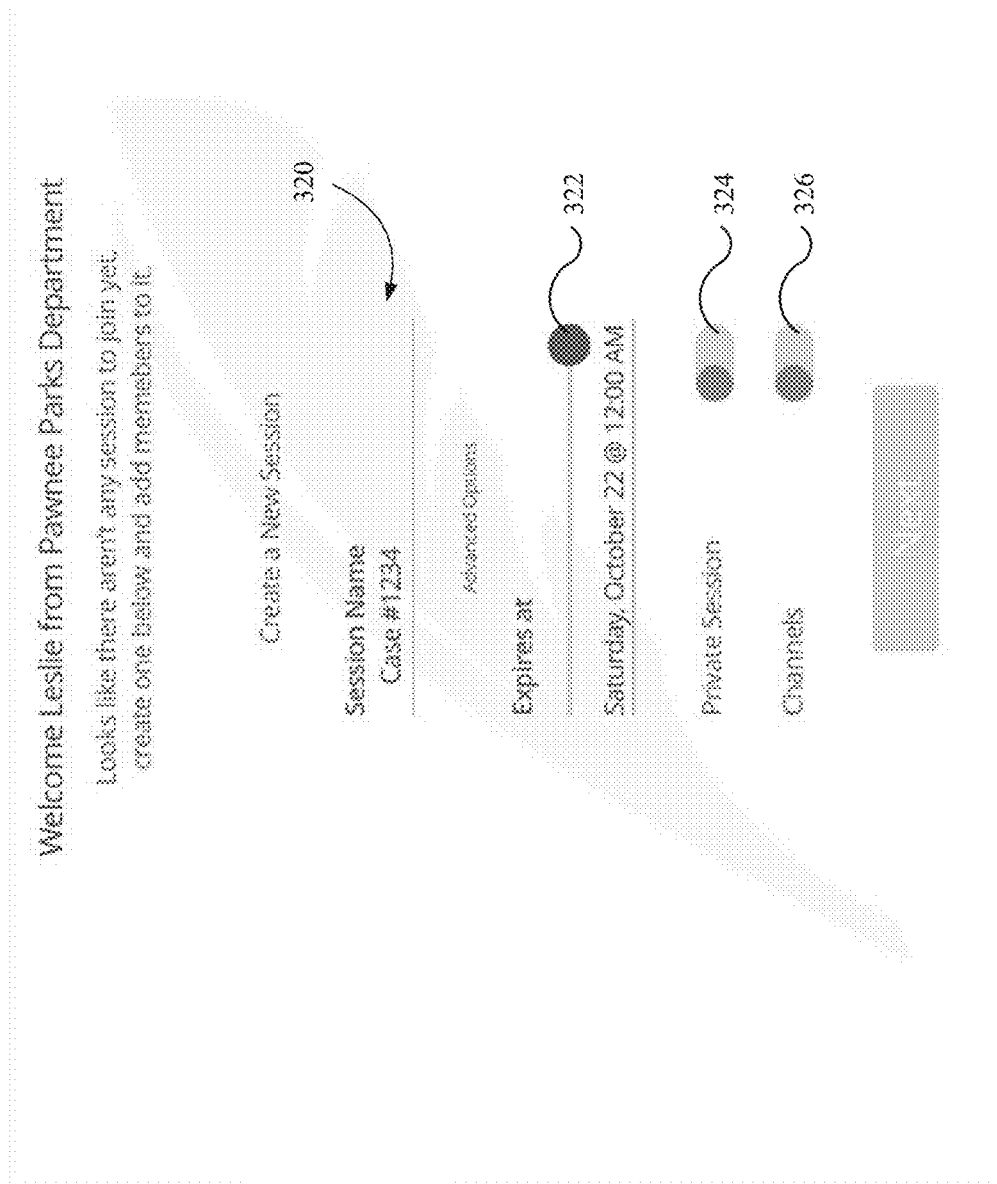 Welcome Leslie from Pawnee Parks Department
Looks like there aren't any session to join yet,
create one below and add memebers to it.
Create a New Session
320
Session Name
Case #1234
Advanced Options
Expires at
322
Saturday, October 22 @ 12:00 AM
Private Session
324
Channels
326